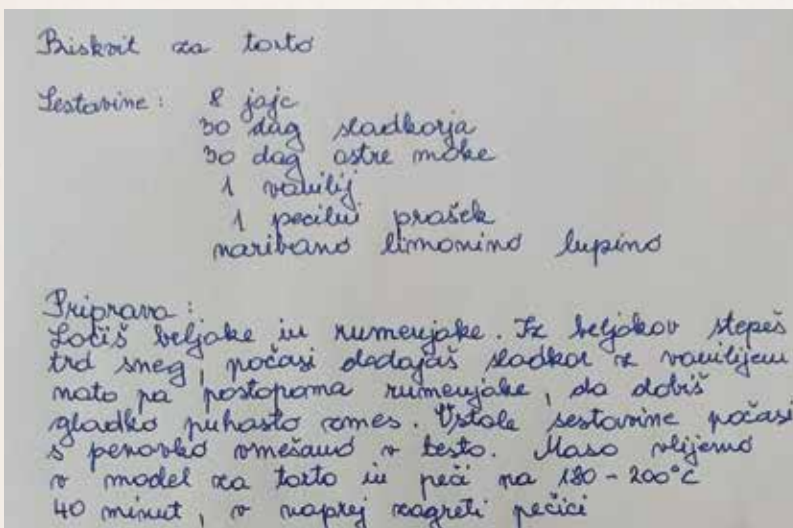 Biskvit za torto
Sestavine: 8 jajc
30 dag sladkorja
30 dag ostre moke
1 vanilij
1 pecilni prašek
naribano limonino lupino
Priprava:
Ločiš beljake in rumenjake. Iz beljakov stepeš
trd sneg, počasi dodajaš sladkor z vanilijem
nato pa postopoma rumenjake, da dobiš
gladko puhasto zmes. Ostale sestavine počasi
s penovko vmešamo v testo. Maso vlijemo
v model za torto in peči na 180-200°C
40 minut, v naprej zagreti pečici